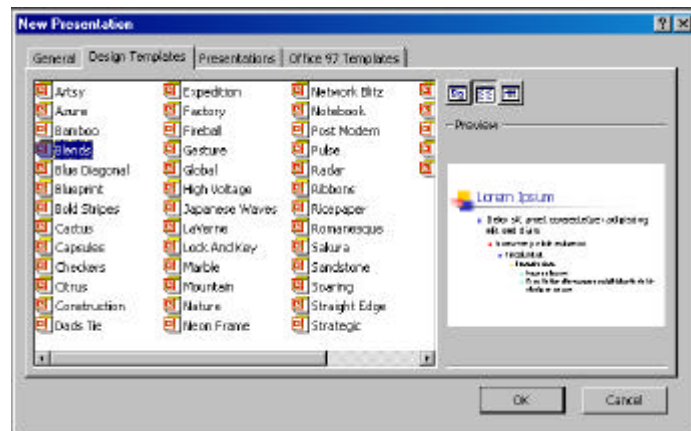 New Presentation
General
Design Templates
Presentations
Office 97 Templates
Artsy
Azure
Bamboo
Blends
Blue Diagonal
Blueprint
Bold Stripes
Cactus
Capsules
Checkers
Citrus
Construction
Dads Tie
Expedition
Factory
Fireball
Gesture
Global
High Voltage
Japanese Waves
LaVerne
Lock And Key
Marble
Mountain
Nature
Neon Frame
Network Blitz
Notebook
Post Modern
Pulse
Radar
Ribbons
Ricepaper
Romanesque
Sakura
Sandstone
Soaring
Straight Edge
Strategic
Preview
Lorem Ipsum
OK
Cancel